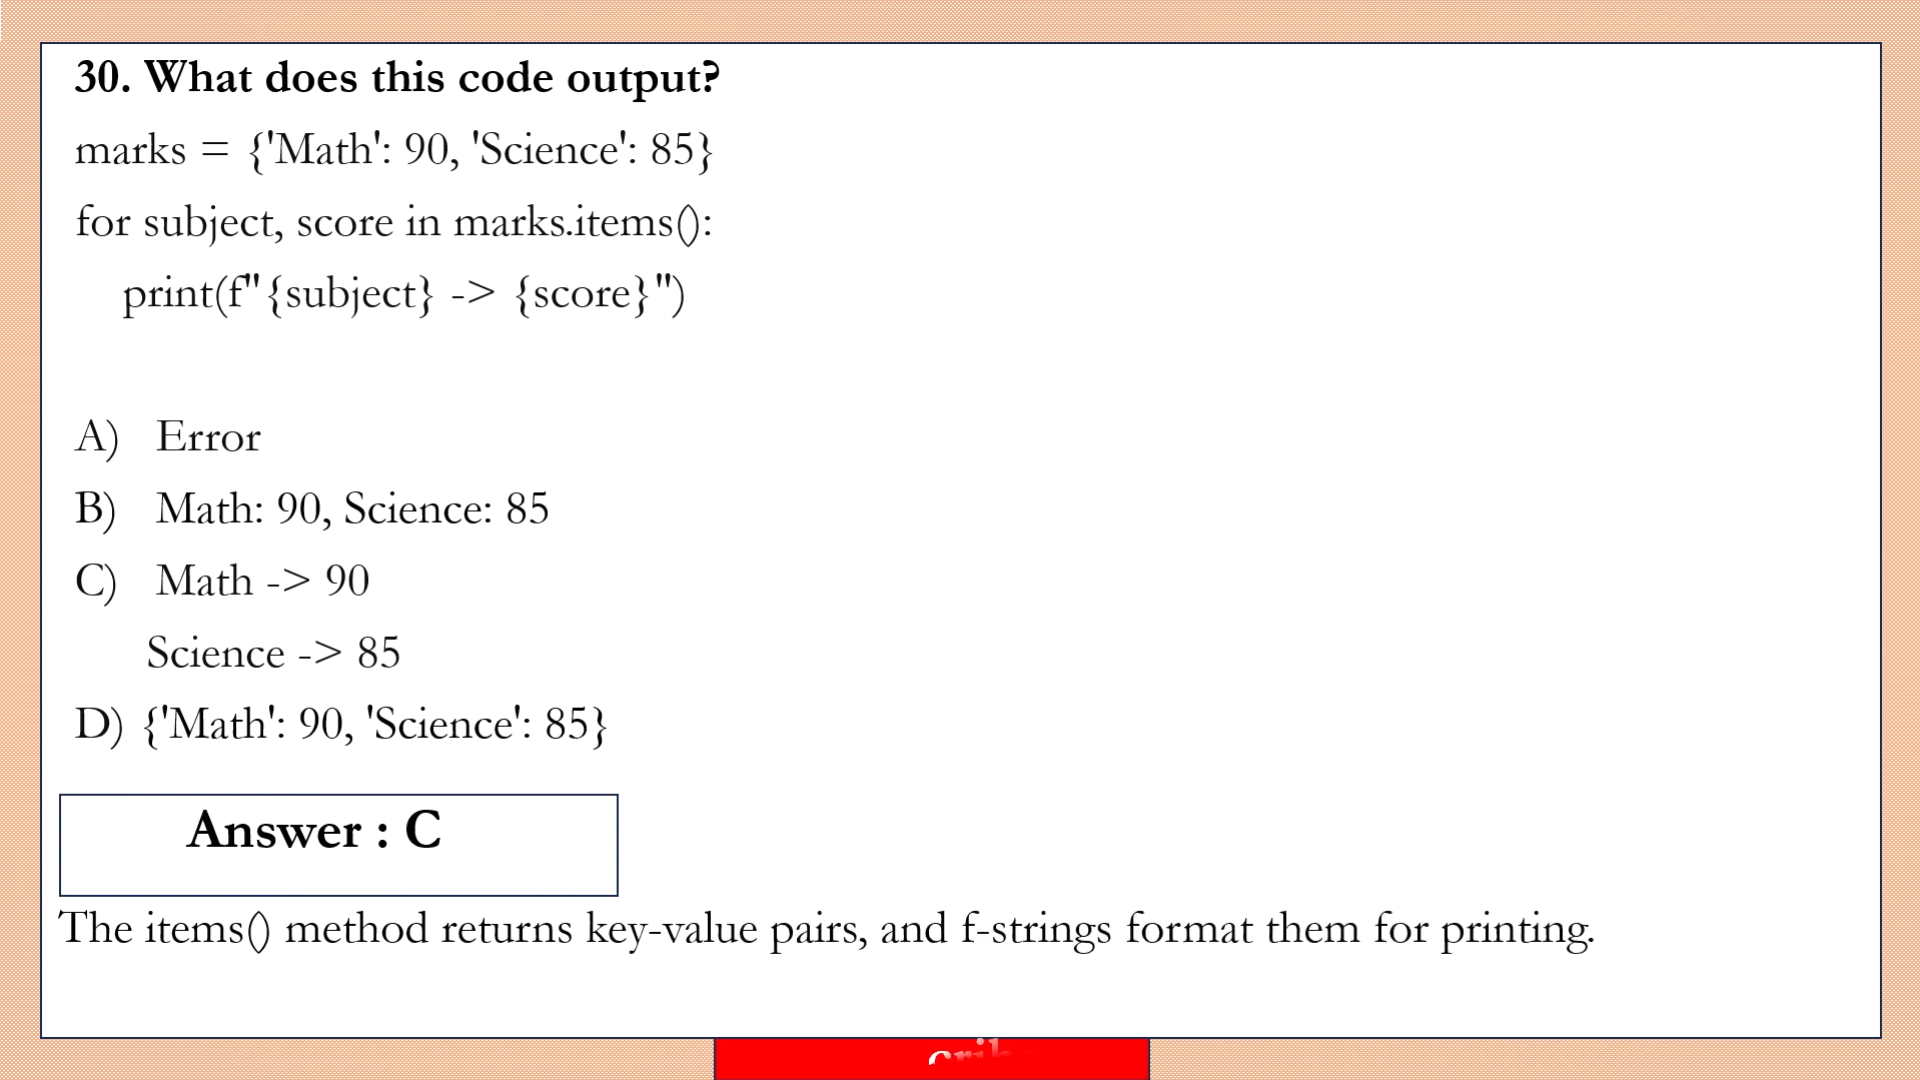 30. What does this code output?
marks = {'Math': 90, 'Science': 85}
for subject, score in marks.items():
    print(f"{subject} -> {score}")
A) Error
B) Math: 90, Science: 85
C) Math -> 90
Science -> 85
D) {'Math': 90, 'Science': 85}
Answer : C
The items() method returns key-value pairs, and f-strings format them for printing.